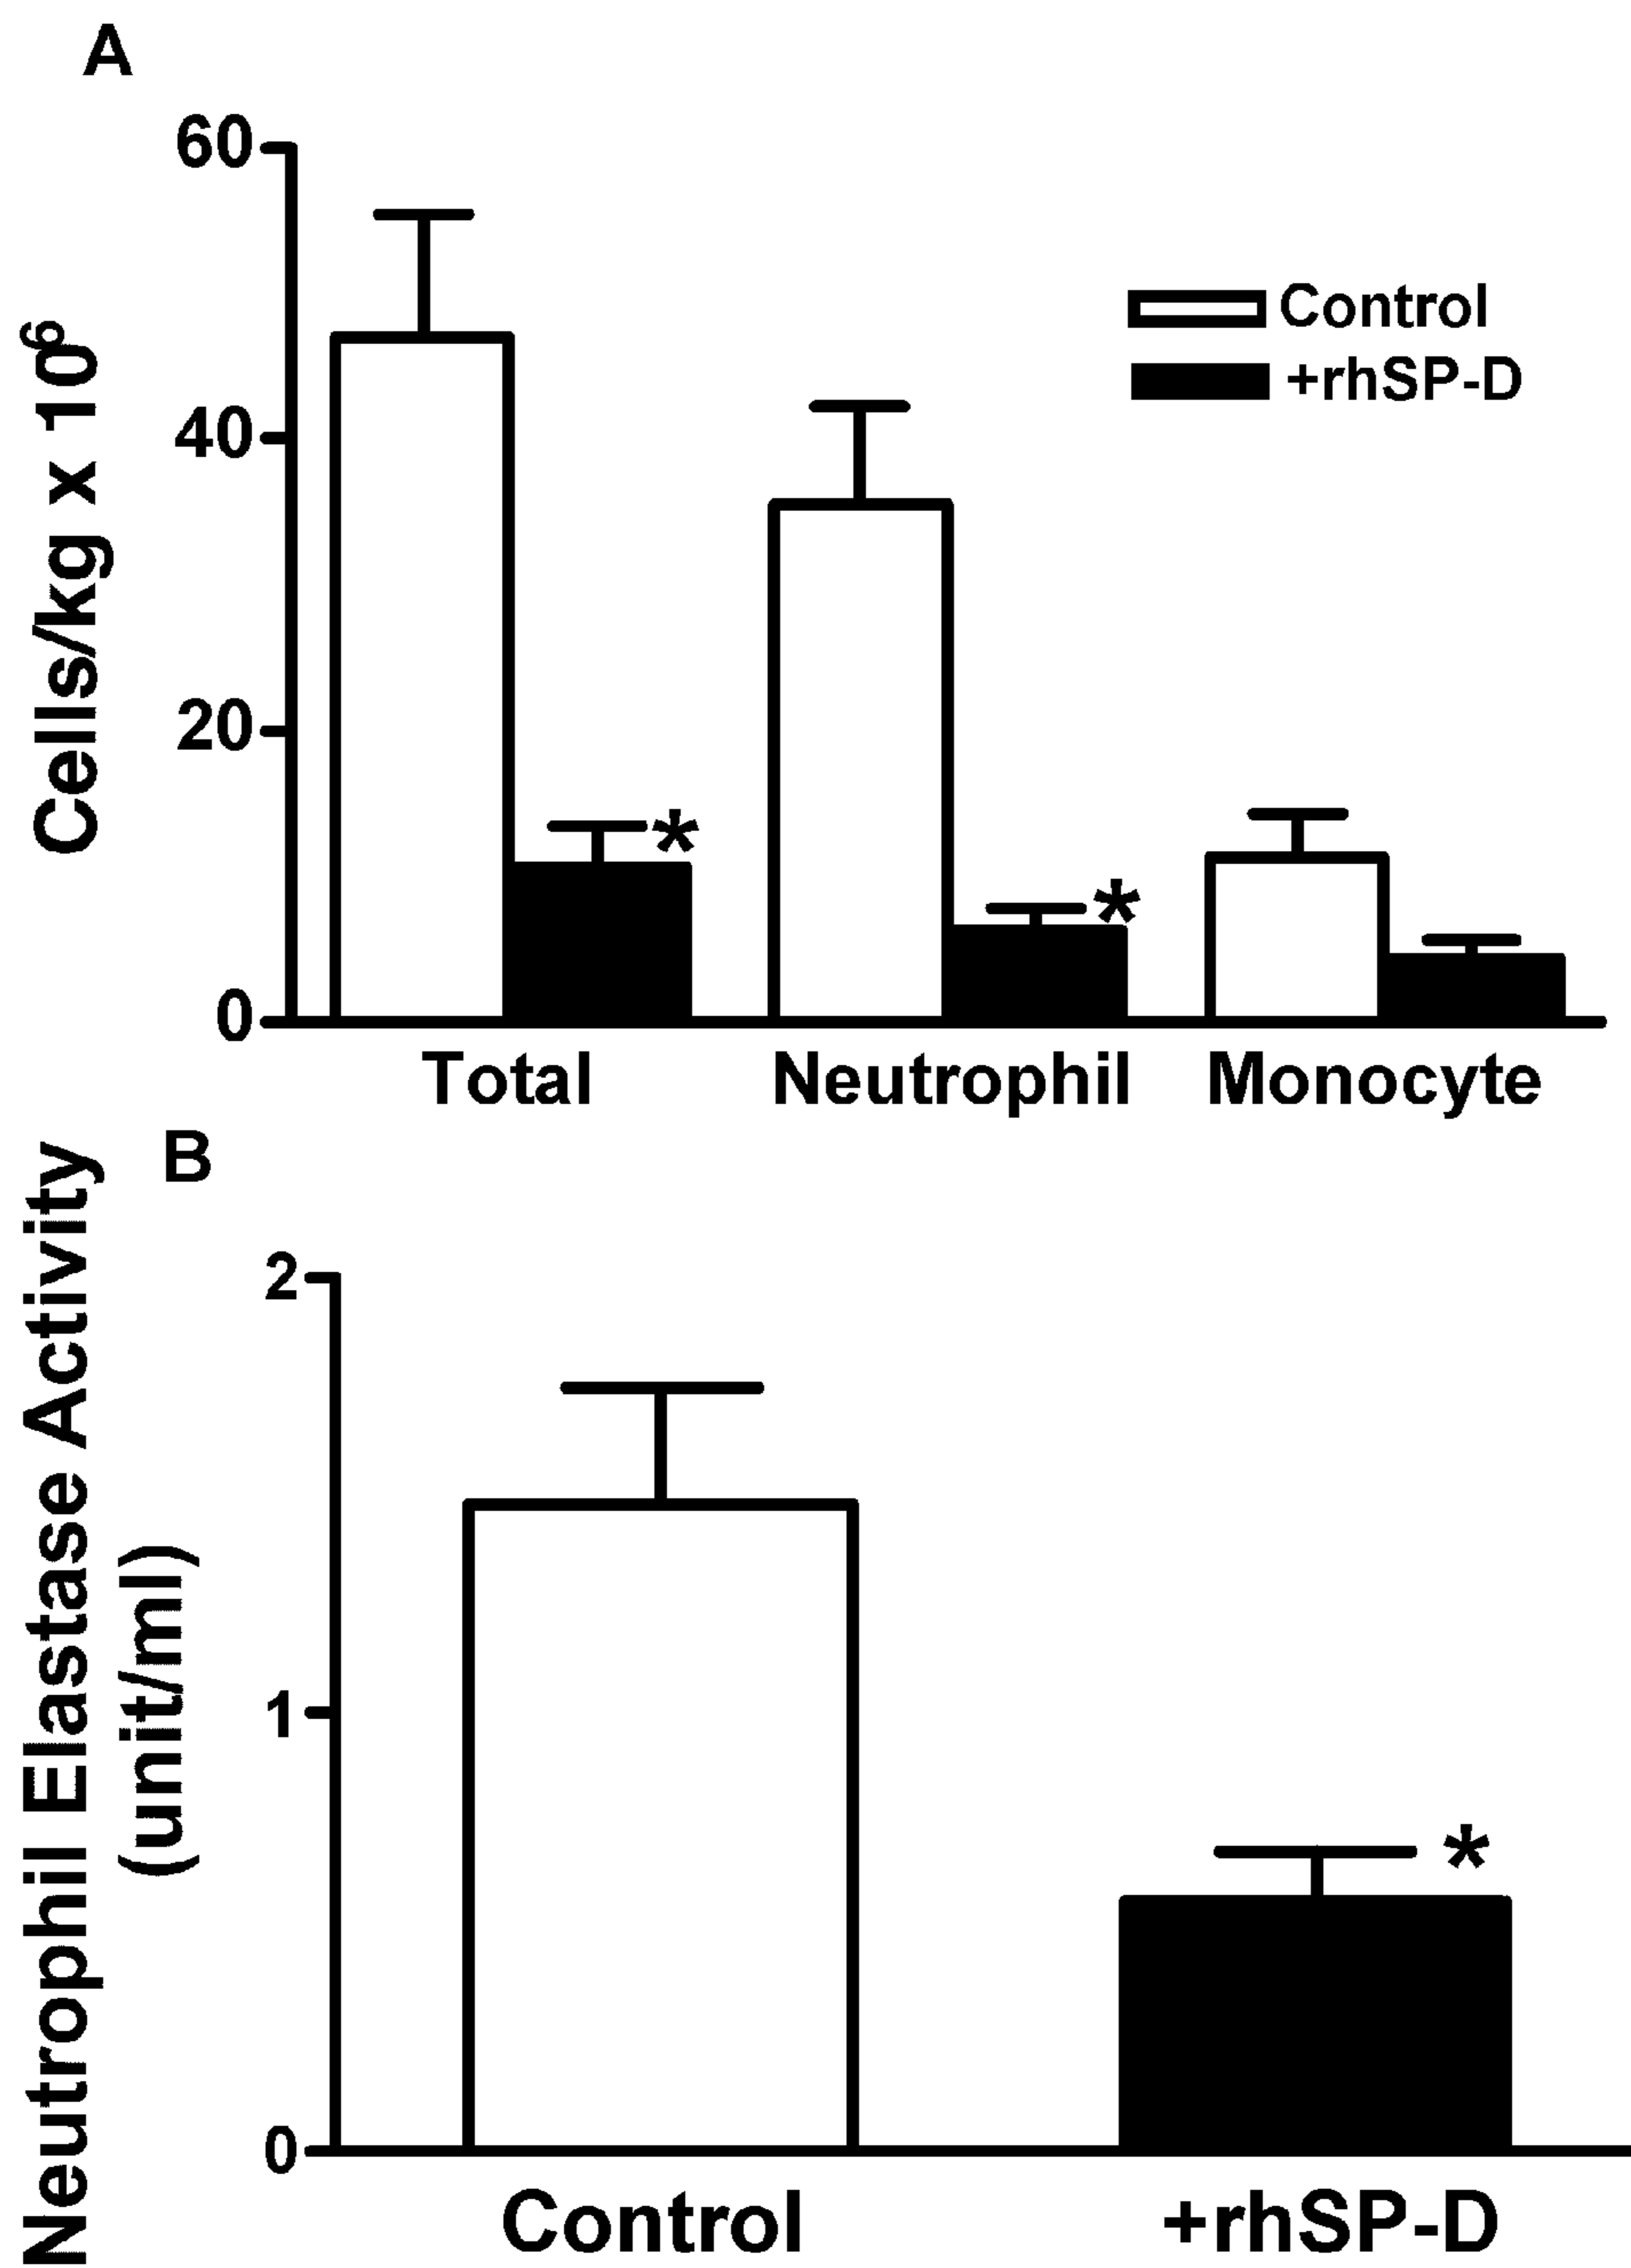 A
60
40
20
0
Cells/kg x 10⁶
Control
+rhSP-D
*
*
Total Neutrophil Monocyte
B
Neutrophil Elastase Activity
(unit/ml)
2
1
0
*
Control +rhSP-D